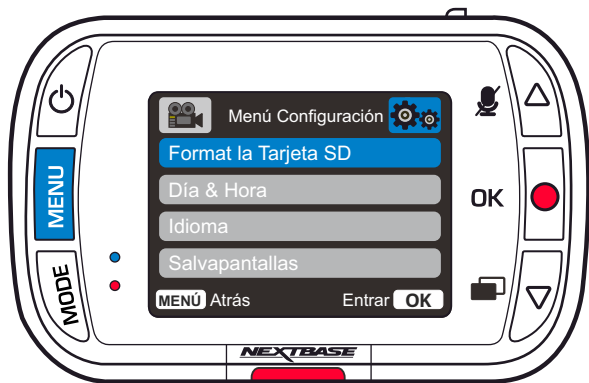 Menú Configuración
Format la Tarjeta SD
Día & Hora
Idioma
Salvapantallas
MENÚ Atrás Entrar OK
MENU
MODE
OK
NEXTBASE